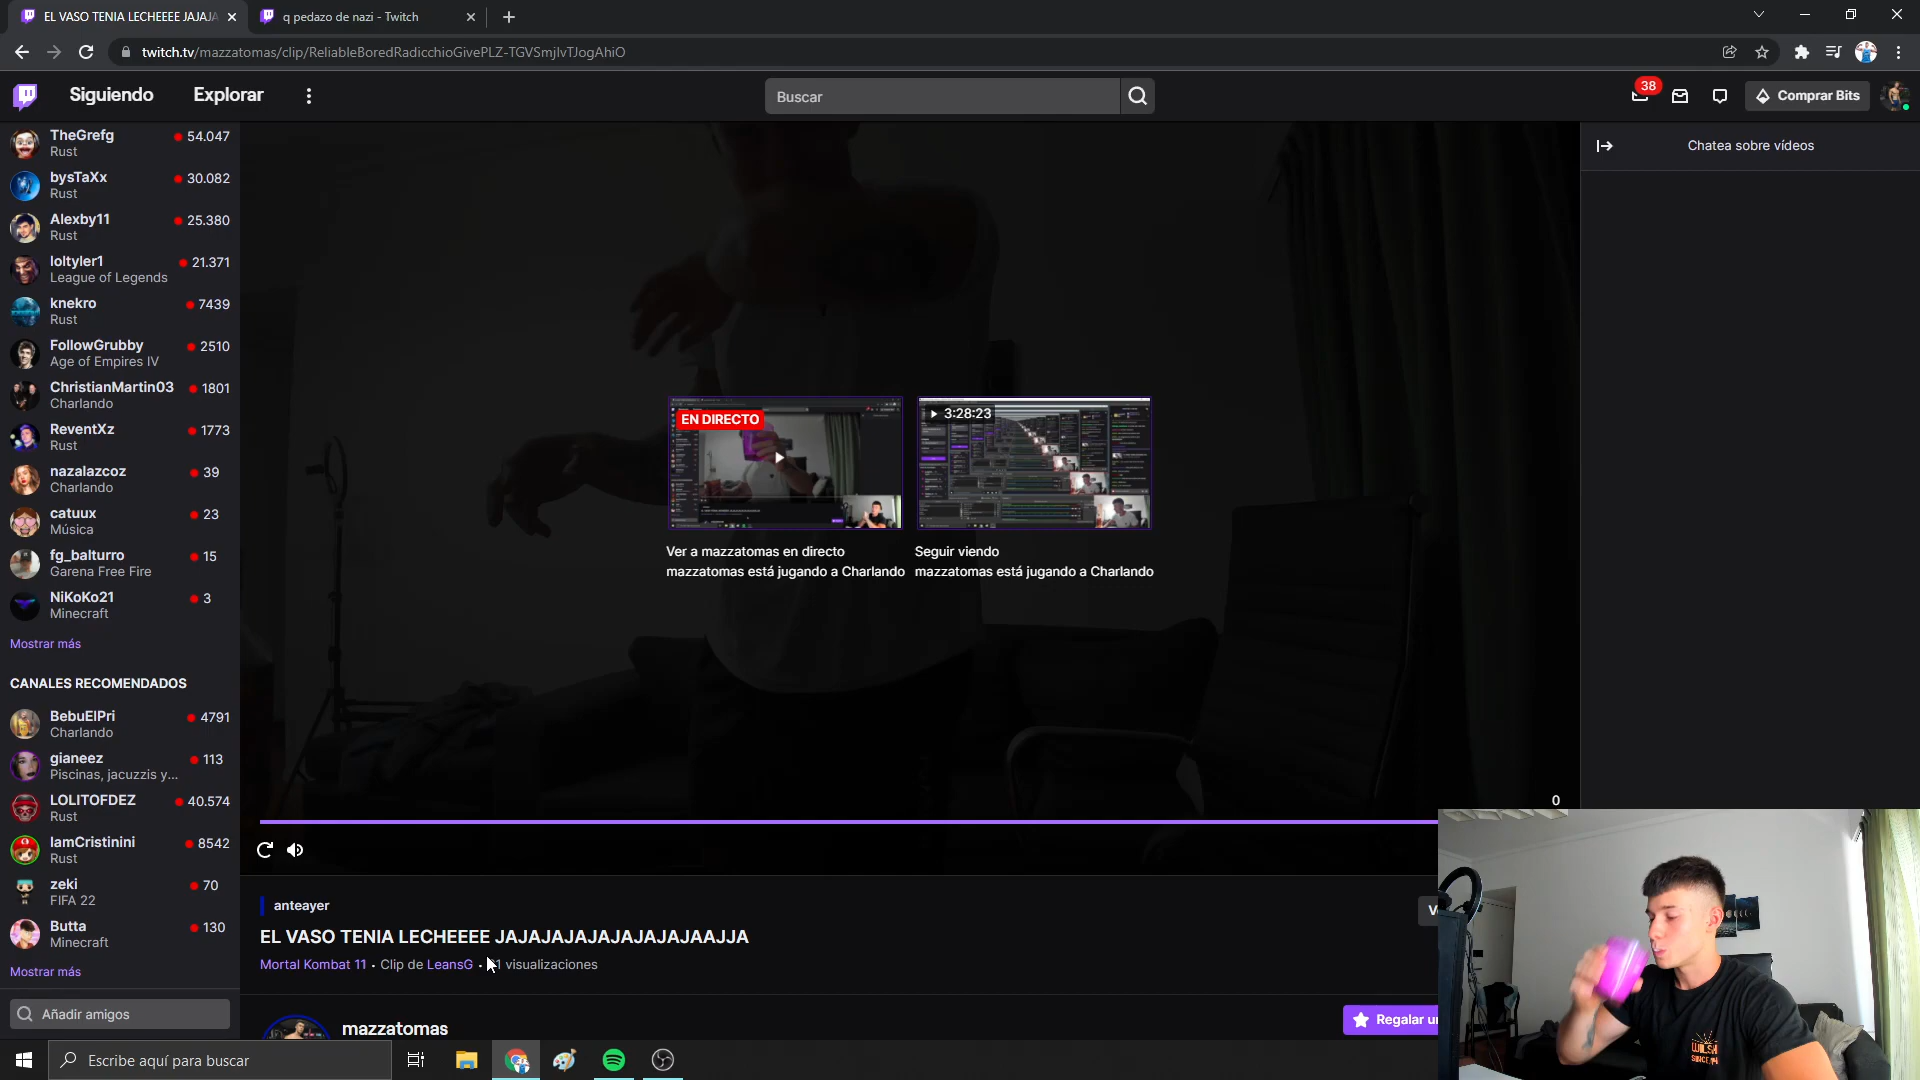 EL VASO TENIA LECHEEEE JAJAJA
q pedazo de nazi - Twitch
twitch.tv/mazzatomas/clip/ReliableBoredRadicchioGivePLZ-TGVSmjlvTJogAhiO
Siguiendo
Explorar
Buscar
38
Comprar Bits
TheGrefg
54.047
Rust
bysTaXx
30.082
Rust
Alexby11
25.380
Rust
loltyler1
21.371
League of Legends
knekro
7439
Rust
FollowGrubby
2510
Age of Empires IV
ChristianMartin03
1801
Charlando
ReventXz
1773
Rust
nazalazcoz
39
Charlando
catuux
23
Música
fg_balturro
15
Garena Free Fire
NiKoKo21
3
Minecraft
Mostrar más
CANALES RECOMENDADOS
BebuElPri
4791
Charlando
gianeez
113
Piscinas, jacuzzis y...
LOLITOFDEZ
40.574
Rust
IamCristinini
8542
Rust
zeki
70
FIFA 22
Butta
130
Minecraft
Mostrar más
Añadir amigos
Chatea sobre vídeos
EN DIRECTO
3:28:23
Ver a mazzatomas en directo
mazzatomas está jugando a Charlando
Seguir viendo
mazzatomas está jugando a Charlando
0
anteayer
EL VASO TENIA LECHEEEE JAJAJAJAJAJAJAJAJAAJJA
Mortal Kombat 11 • Clip de LeansG • 1 visualizaciones
mazzatomas
Regalar un
Escribe aquí para buscar